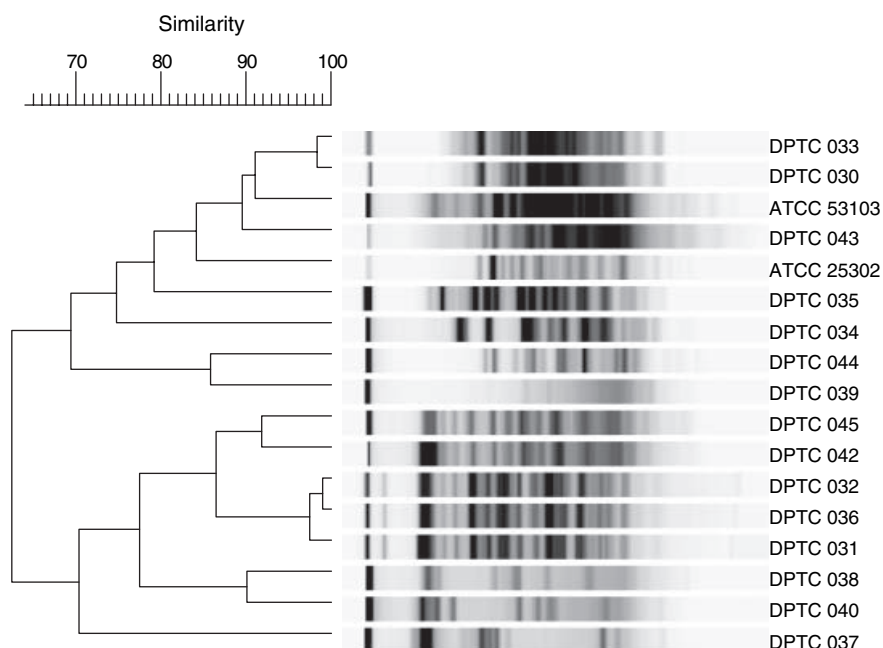 Similarity
70 80 90 100
DPTC 033
DPTC 030
ATCC 53103
DPTC 043
ATCC 25302
DPTC 035
DPTC 034
DPTC 044
DPTC 039
DPTC 045
DPTC 042
DPTC 032
DPTC 036
DPTC 031
DPTC 038
DPTC 040
DPTC 037